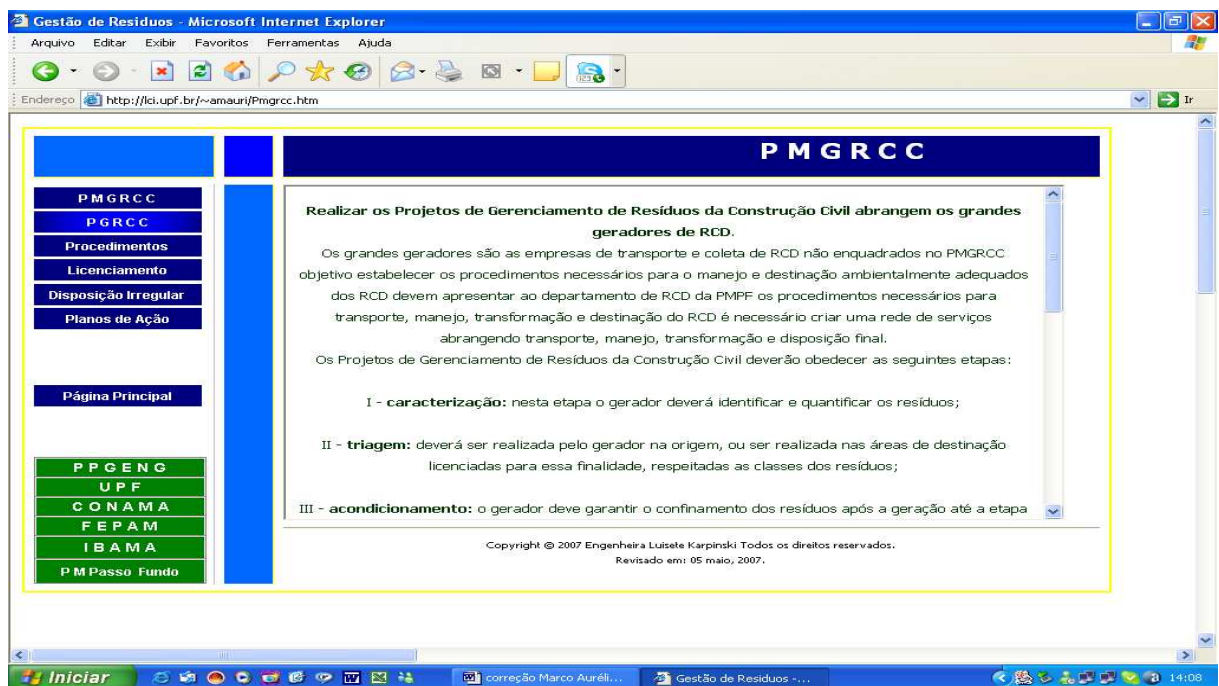 Gestão de Residuos - Microsoft Internet Explorer
Arquivo Editar Exibir Favoritos Ferramentas Ajuda
Endereço http://lci.upf.br/~amauri/Pmgrcc.htm Ir
P M G R C C
P M G R C C
P G R C C
Procedimentos
Licenciamento
Disposição Irregular
Planos de Ação
Página Principal
P P G E N G
U P F
C O N A M A
F E P A M
I B A M A
P M Passo Fundo
Realizar os Projetos de Gerenciamento de Resíduos da Construção Civil abrangem os grandes
geradores de RCD.
Os grandes geradores são as empresas de transporte e coleta de RCD não enquadrados no PMGRCC
objetivo estabelecer os procedimentos necessários para o manejo e destinação ambientalmente adequados
dos RCD devem apresentar ao departamento de RCD da PMPF os procedimentos necessários para
transporte, manejo, transformação e destinação do RCD é necessário criar uma rede de serviços
abrangendo transporte, manejo, transformação e disposição final.
Os Projetos de Gerenciamento de Resíduos da Construção Civil deverão obedecer as seguintes etapas:
I - caracterização: nesta etapa o gerador deverá identificar e quantificar os resíduos;
II - triagem: deverá ser realizada pelo gerador na origem, ou ser realizada nas áreas de destinação
licenciadas para essa finalidade, respeitadas as classes dos resíduos;
III - acondicionamento: o gerador deve garantir o confinamento dos resíduos após a geração até a etapa
Copyright © 2007 Engenheira Luisete Karpinski Todos os direitos reservados.
Revisado em: 05 maio, 2007.
Iniciar correção Marco Auréli... Gestão de Residuos -... 14:08